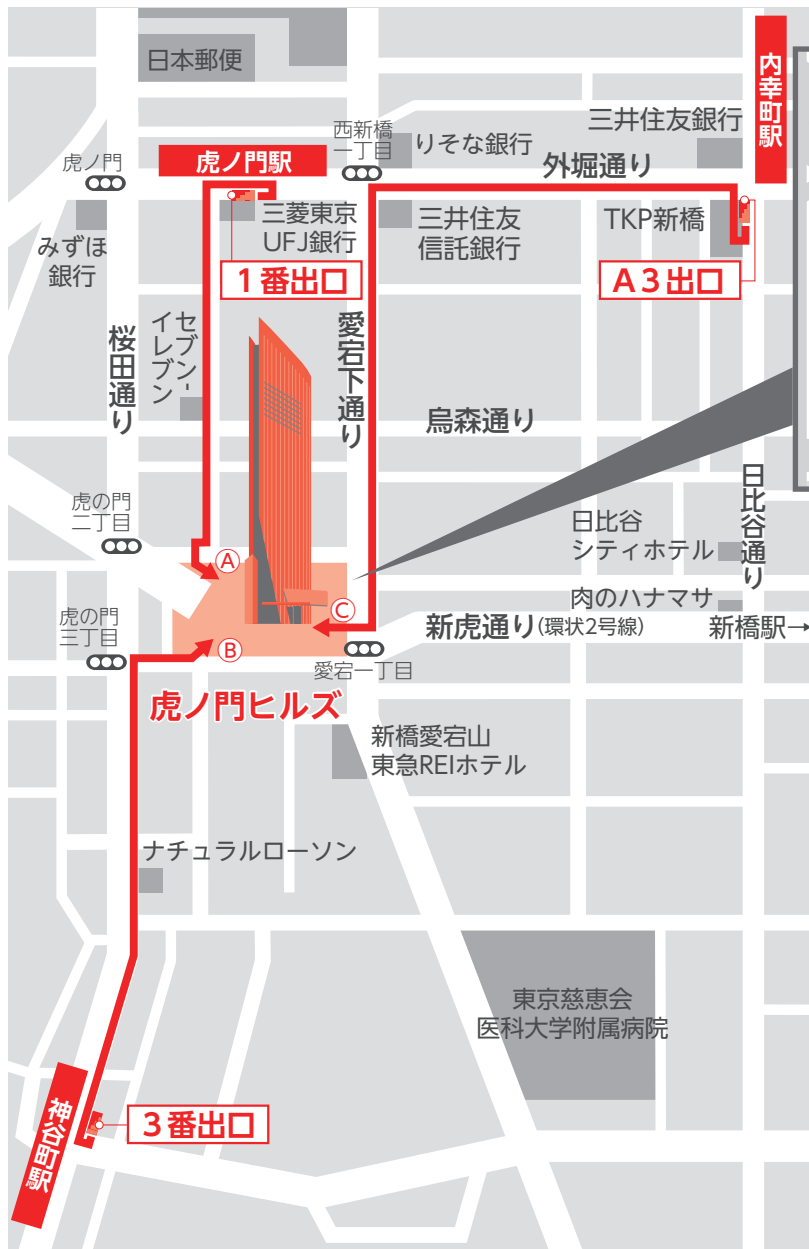 日本郵便
内幸町駅
西新橋
一丁目
りそな銀行
三井住友銀行
外堀通り
虎ノ門
虎ノ門駅
みずほ
銀行
三菱東京
UFJ銀行
三井住友
信託銀行
TKP新橋
1番出口
A3出口
桜田通り
セブン-
イレブン
愛宕下通り
烏森通り
日比谷通り
虎の門
二丁目
日比谷
シティホテル
A
肉のハナマサ
C
虎の門
三丁目
B
新虎通り(環状2号線)
新橋駅→
愛宕一丁目
虎ノ門ヒルズ
新橋愛宕山
東急REIホテル
ナチュラルローソン
東京慈恵会
医科大学附属病院
3番出口
神谷町駅